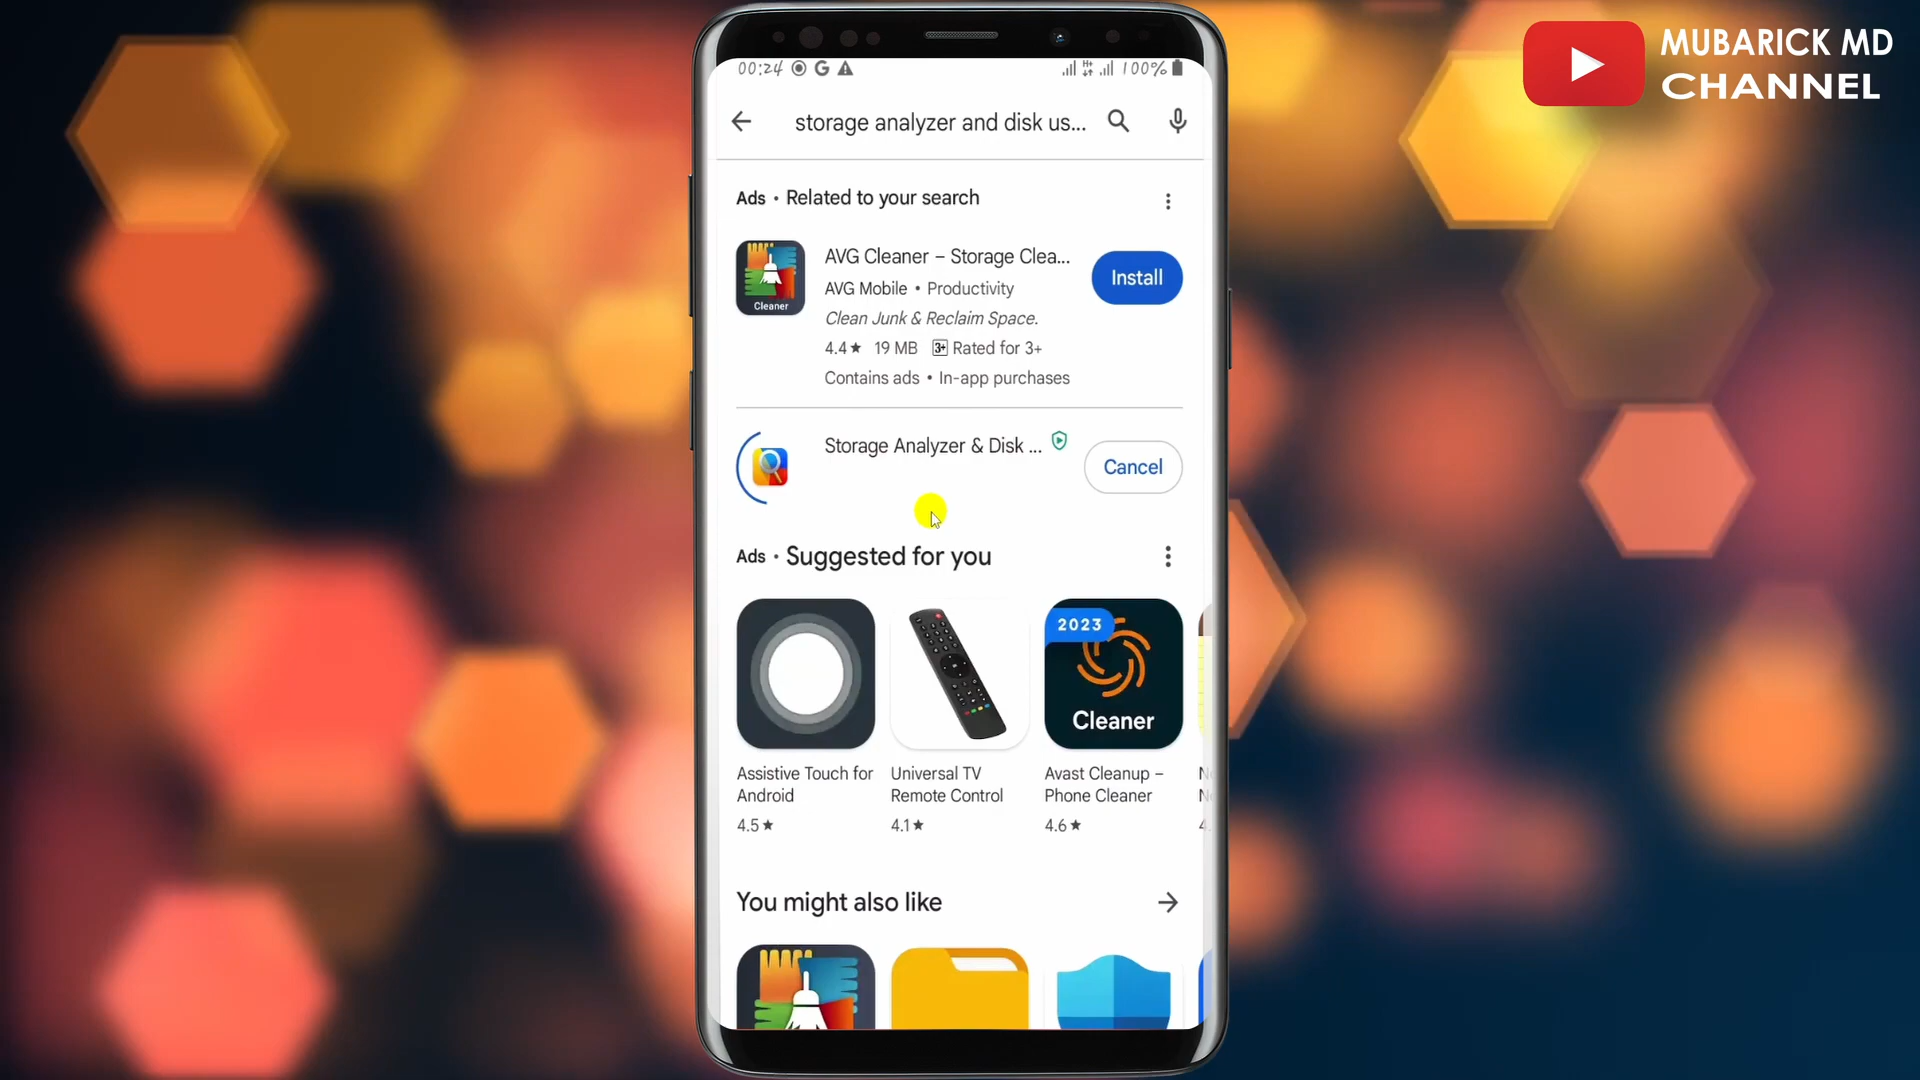 MUBARICK MD
CHANNEL
00:24 G 100%
storage analyzer and disk us...
Ads • Related to your search
AVG Cleaner – Storage Clea...
AVG Mobile • Productivity
Clean Junk & Reclaim Space.
4.4★ 19 MB 3+ Rated for 3+
Contains ads • In-app purchases
Install
Cleaner
Storage Analyzer & Disk ...
Cancel
Ads • Suggested for you
2023
Cleaner
Assistive Touch for
Android
4.5★
Universal TV
Remote Control
4.1★
Avast Cleanup –
Phone Cleaner
4.6★
You might also like